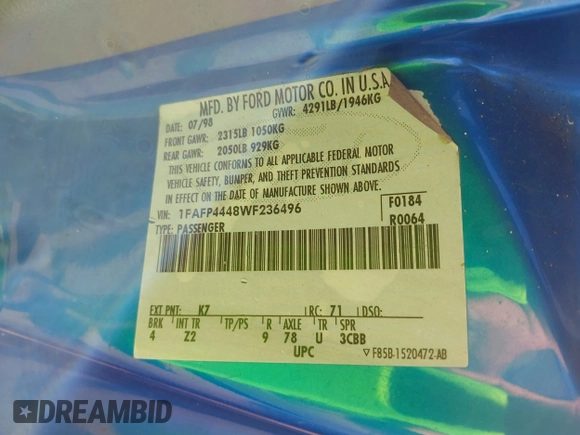 MFD. BY FORD MOTOR CO. IN U.S.A
DATE: 07/98 GVWR: 4291LB/1946KG
FRONT GAWR: 2315LB 1050KG
REAR GAWR: 2050LB 929KG
THIS VEHICLE CONFORMS TO ALL APPLICABLE FEDERAL MOTOR
VEHICLE SAFETY, BUMPER, AND THEFT PREVENTION STANDARDS
IN EFFECT ON THE DATE OF MANUFACTURE SHOWN ABOVE.
VIN: 1FAFP4448WF236496 F0184
TYPE: PASSENGER R0064
EXT PNT: K7 RC: 71 DSO:
BRK INT TR TP/PS R AXLE TR SPR
4 Z2 9 78 U 3CBB
UPC ▽F85B-1520472-AB
DREAMBID